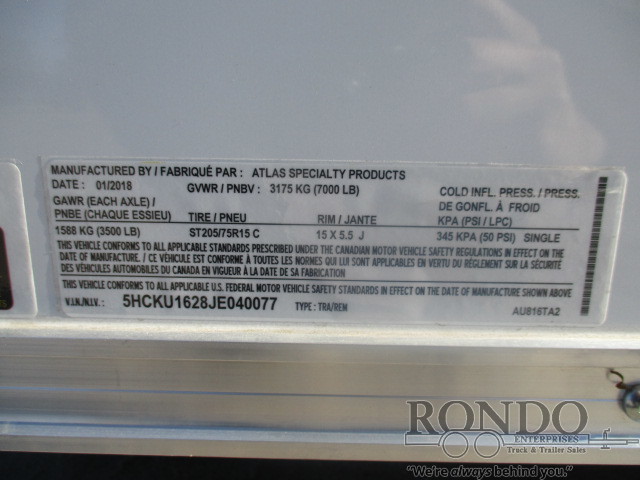 MANUFACTURED BY / FABRIQUÉ PAR : ATLAS SPECIALTY PRODUCTS
DATE : 01/2018 GVWR / PNBV : 3175 KG (7000 LB)
COLD INFL. PRESS. / PRESS.
GAWR (EACH AXLE) / DE GONFL. À FROID
PNBE (CHAQUE ESSIEU) TIRE / PNEU RIM / JANTE KPA (PSI / LPC)
1588 KG (3500 LB) ST205/75R15 C 15 X 5.5 J 345 KPA (50 PSI) SINGLE
THIS VEHICLE CONFORMS TO ALL APPLICABLE STANDARDS PRESCRIBED UNDER THE CANADIAN MOTOR VEHICLE SAFETY REGULATIONS IN EFFECT ON THE
DATE OF MANUFACTURE / CE VÉHICULE EST CONFORME À TOUTES LES NORMES QUI LUI SONT APPLICABLES EN VERTU DU RÈGLEMENT SUR LA SÉCURITÉ
DES VÉHICULES AUTOMOBILES DU CANADA EN VIGUEUR À LA DATE DE SA FABRICATION
THIS VEHICLE CONFORMS TO ALL APPLICABLE U.S. FEDERAL MOTOR VEHICLE SAFETY STANDARDS IN EFFECT ON THE DATE OF MANUFACTURE SHOWN ABOVE.
V.I.N./N.I.V. : 5HCKU1628JE040077 TYPE : TRA/REM AU816TA2
RONDO
ENTERPRISES
Truck & Trailer Sales
"We're always behind you."